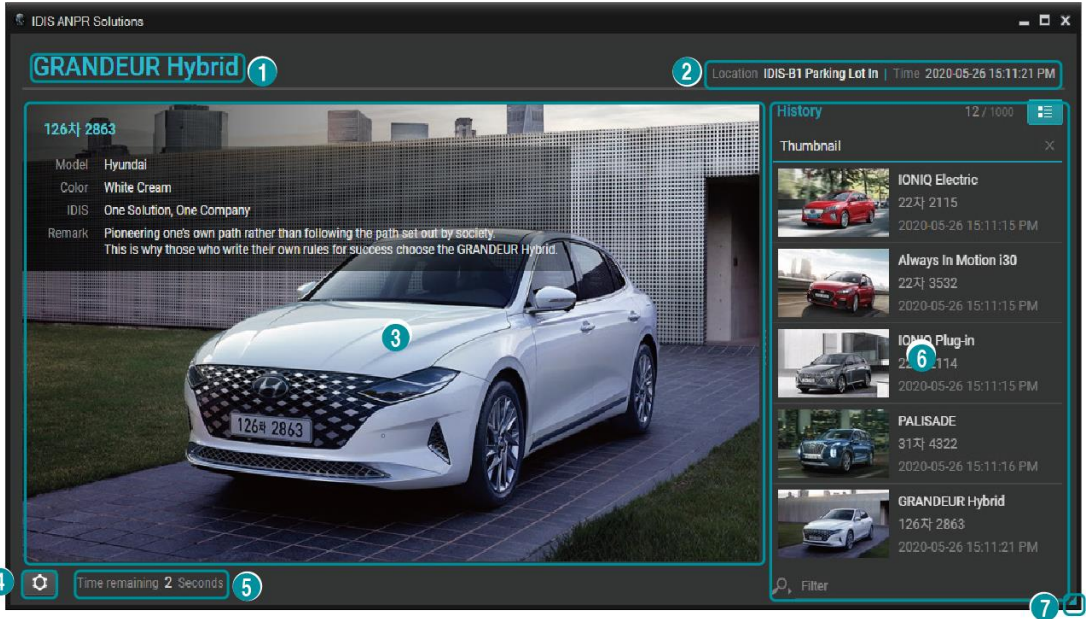 IDIS ANPR Solutions
GRANDEUR Hybrid
1
2
Location IDIS-B1 Parking Lot In | Time 2020-05-26 15:11:21 PM
126차 2863
Model Hyundai
Color White Cream
IDIS One Solution, One Company
Remark Pioneering one's own path rather than following the path set out by society.
This is why those who write their own rules for success choose the GRANDEUR Hybrid.
3
126차 2863
History 12 / 1000
Thumbnail
IONIQ Electric
22차 2115
2020-05-26 15:11:15 PM
Always In Motion i30
22차 3532
2020-05-26 15:11:15 PM
IONIQ Plug-in
6
2114
2020-05-26 15:11:15 PM
PALISADE
31차 4322
2020-05-26 15:11:16 PM
GRANDEUR Hybrid
126차 2863
2020-05-26 15:11:21 PM
Filter
4
Time remaining 2 Seconds
5
7